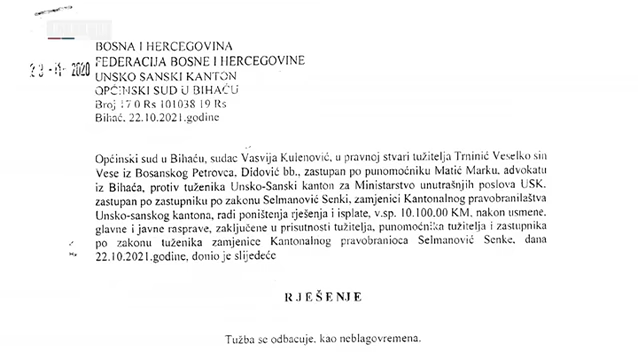 BOSNA I HERCEGOVINA
FEDERACIJA BOSNE I HERCEGOVINE
UNSKO SANSKI KANTON
OPĆINSKI SUD U BIHAĆU
Broj 17 0 Rs 101038 19 Rs
Bihać, 22.10.2021.godine
2020
Općinski sud u Bihaću, sudac Vasvija Kulenović, u pravnoj stvari tužitelja Trninić Veselko sin
Vese iz Bosanskog Petrovca, Didović bb., zastupan po punomoćniku Matić Marku, advokatu
iz Bihaća, protiv tuženika Unsko-Sanski kanton za Ministarstvo unutrašnjih poslova USK.
zastupan po zastupniku po zakonu Selmanović Senki, zamjenici Kantonalnog pravobranilaštva
Unsko-sanskog kantona, radi poništenja rješenja i isplate, v.sp. 10.100,00 KM, nakon usmene,
glavne i javne rasprave, zaključene u prisutnosti tužitelja, punomoćnika tužitelja i zastupnika
po zakonu tuženika zamjenice Kantonalnog pravobranioca Selmanović Senke, dana
22.10.2021.godine, donio je slijedeće
RJEŠENJE
Tužba se odbacuje, kao neblagovremena.